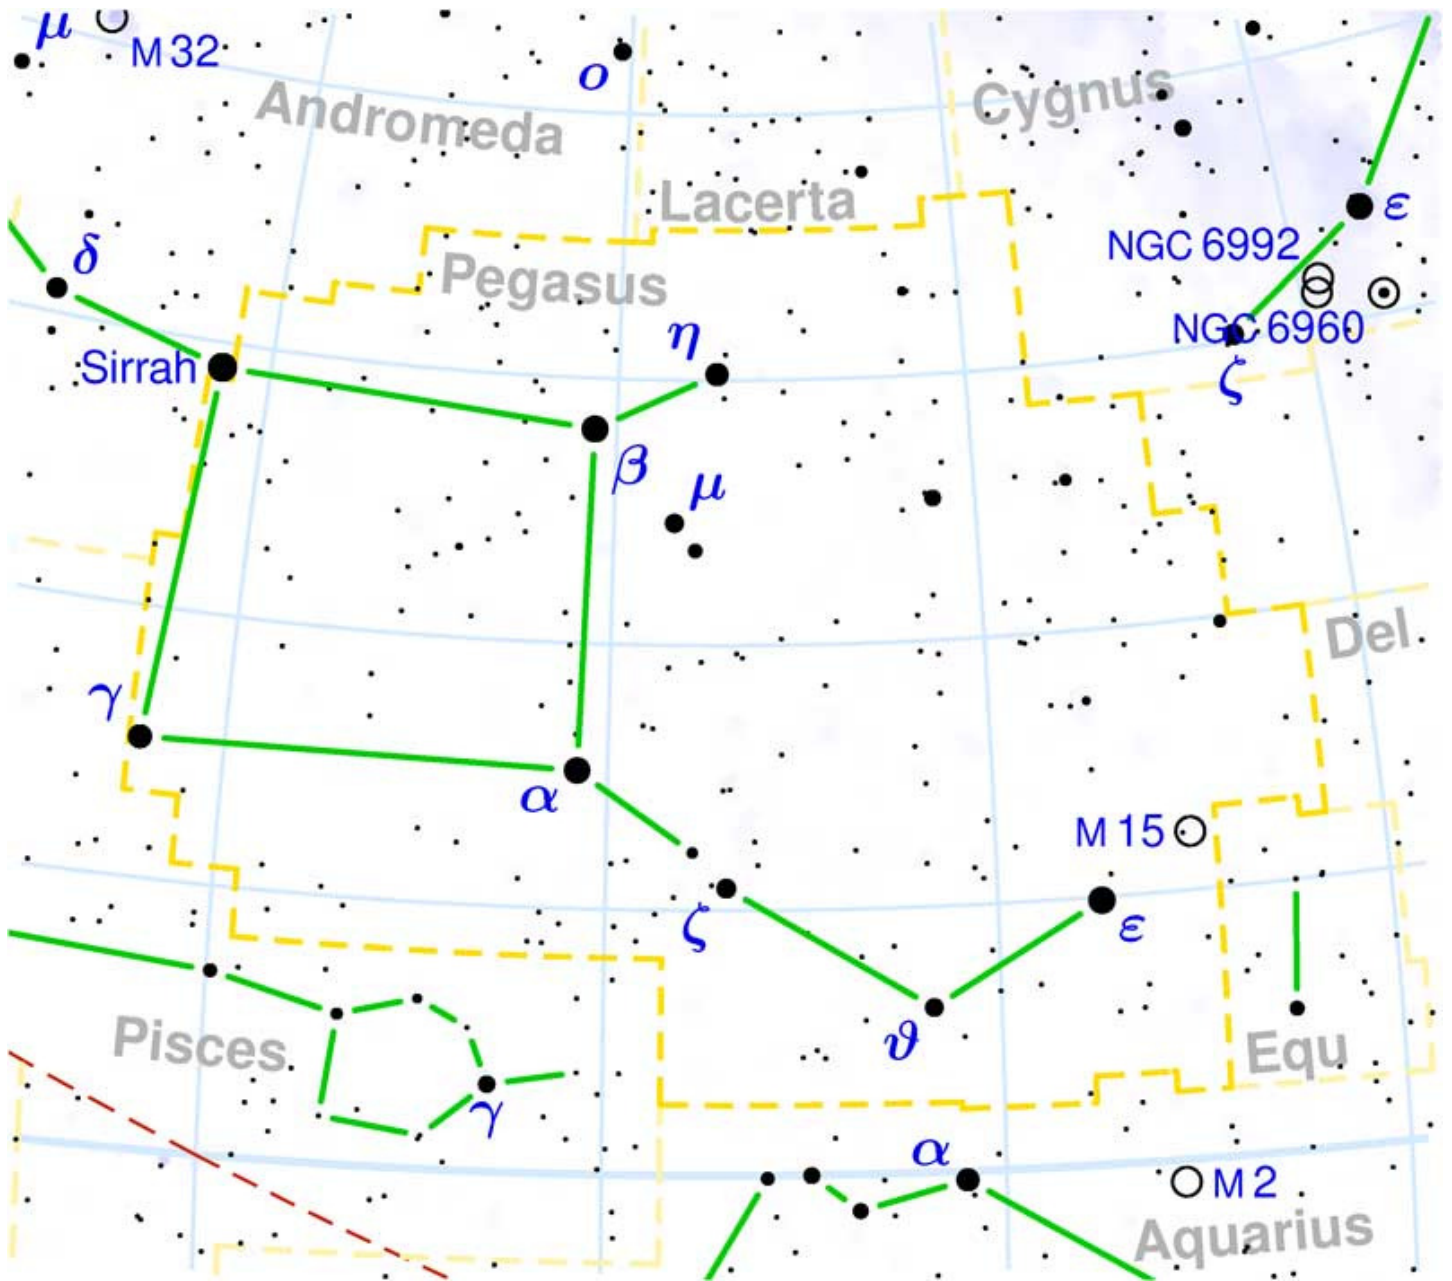 μ
M 32
ο
Andromeda
Cygnus
Lacerta
ε
NGC 6992
δ
Pegasus
η
NGC 6960
Sirrah
ζ
β
μ
Del
γ
α
M 15
ζ
ε
ϑ
Pisces
Equ
γ
α
M 2
Aquarius